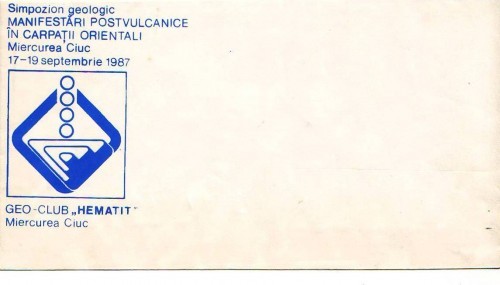 Simpozion geologic
MANIFESTĂRI POSTVULCANICE
ÎN CARPAȚII ORIENTALI
Miercurea Ciuc
17-19 septembrie 1987
GEO-CLUB „HEMATIT"
Miercurea Ciuc